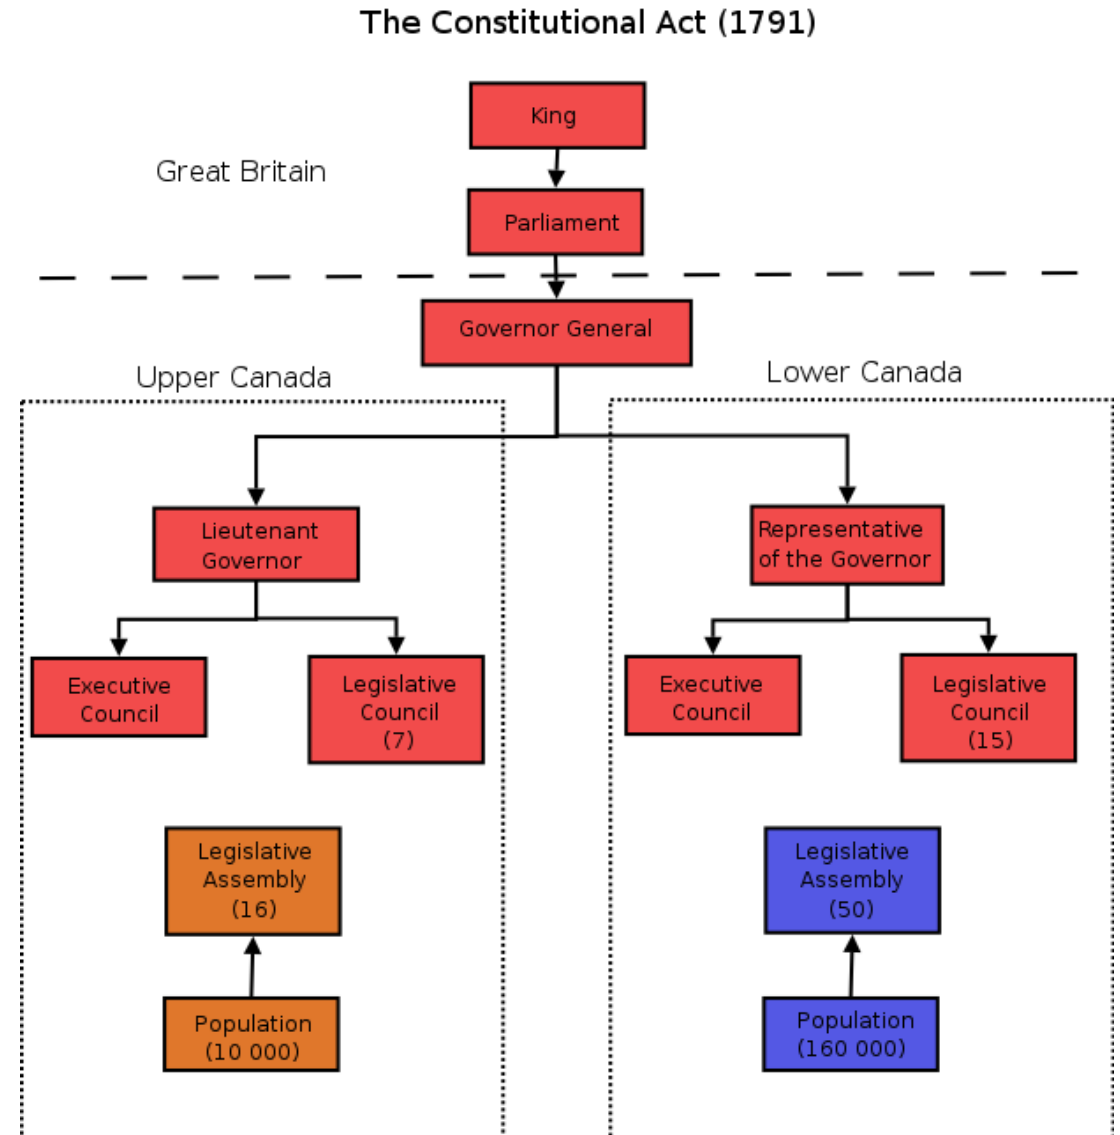 The Constitutional Act (1791)
King
Great Britain
Parliament
Governor General
Upper Canada
Lower Canada
Lieutenant
Governor
Representative
of the Governor
Executive
Council
Legislative
Council
(7)
Executive
Council
Legislative
Council
(15)
Legislative
Assembly
(16)
Legislative
Assembly
(50)
Population
(10 000)
Population
(160 000)